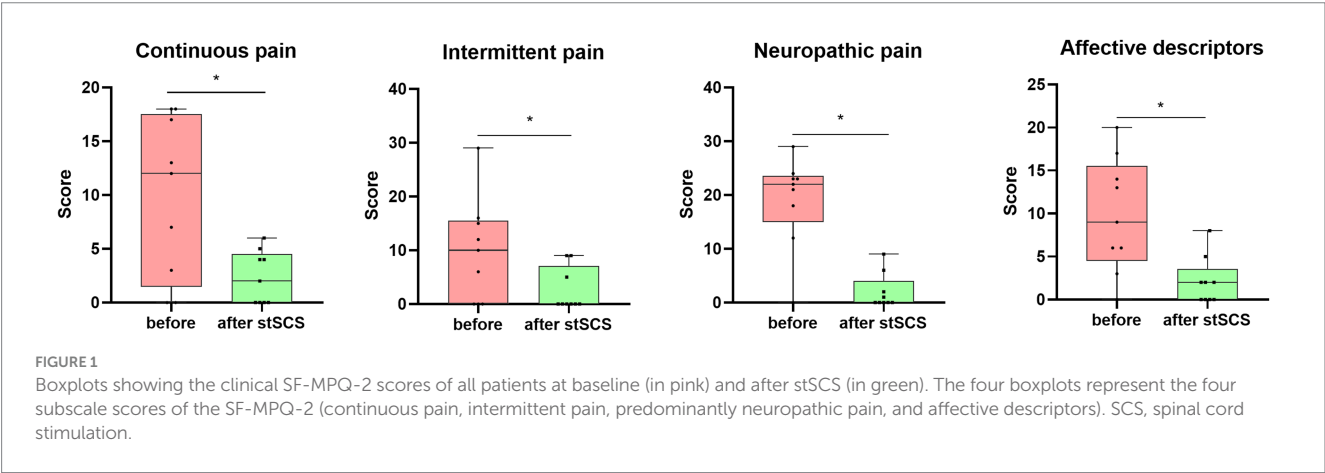 Continuous pain
*
20
15
10
5
0
Score
before after stSCS
Intermittent pain
*
40
30
20
10
0
Score
before after stSCS
Neuropathic pain
*
40
30
20
10
0
Score
before after stSCS
Affective descriptors
*
25
20
15
10
5
0
Score
before after stSCS
FIGURE 1
Boxplots showing the clinical SF-MPQ-2 scores of all patients at baseline (in pink) and after stSCS (in green). The four boxplots represent the four
subscale scores of the SF-MPQ-2 (continuous pain, intermittent pain, predominantly neuropathic pain, and affective descriptors). SCS, spinal cord
stimulation.